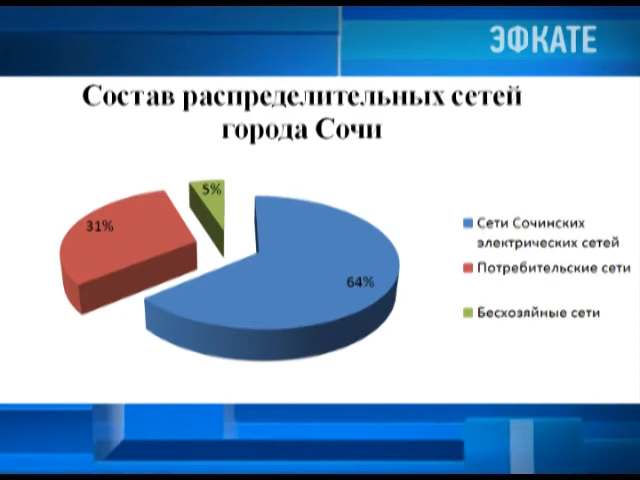 ЭФКАТЕ
Состав распределительных сетей
города Сочи
5%
31%
64%
Сети Сочинских
электрических сетей
Потребительские сети
Бесхозяйные сети